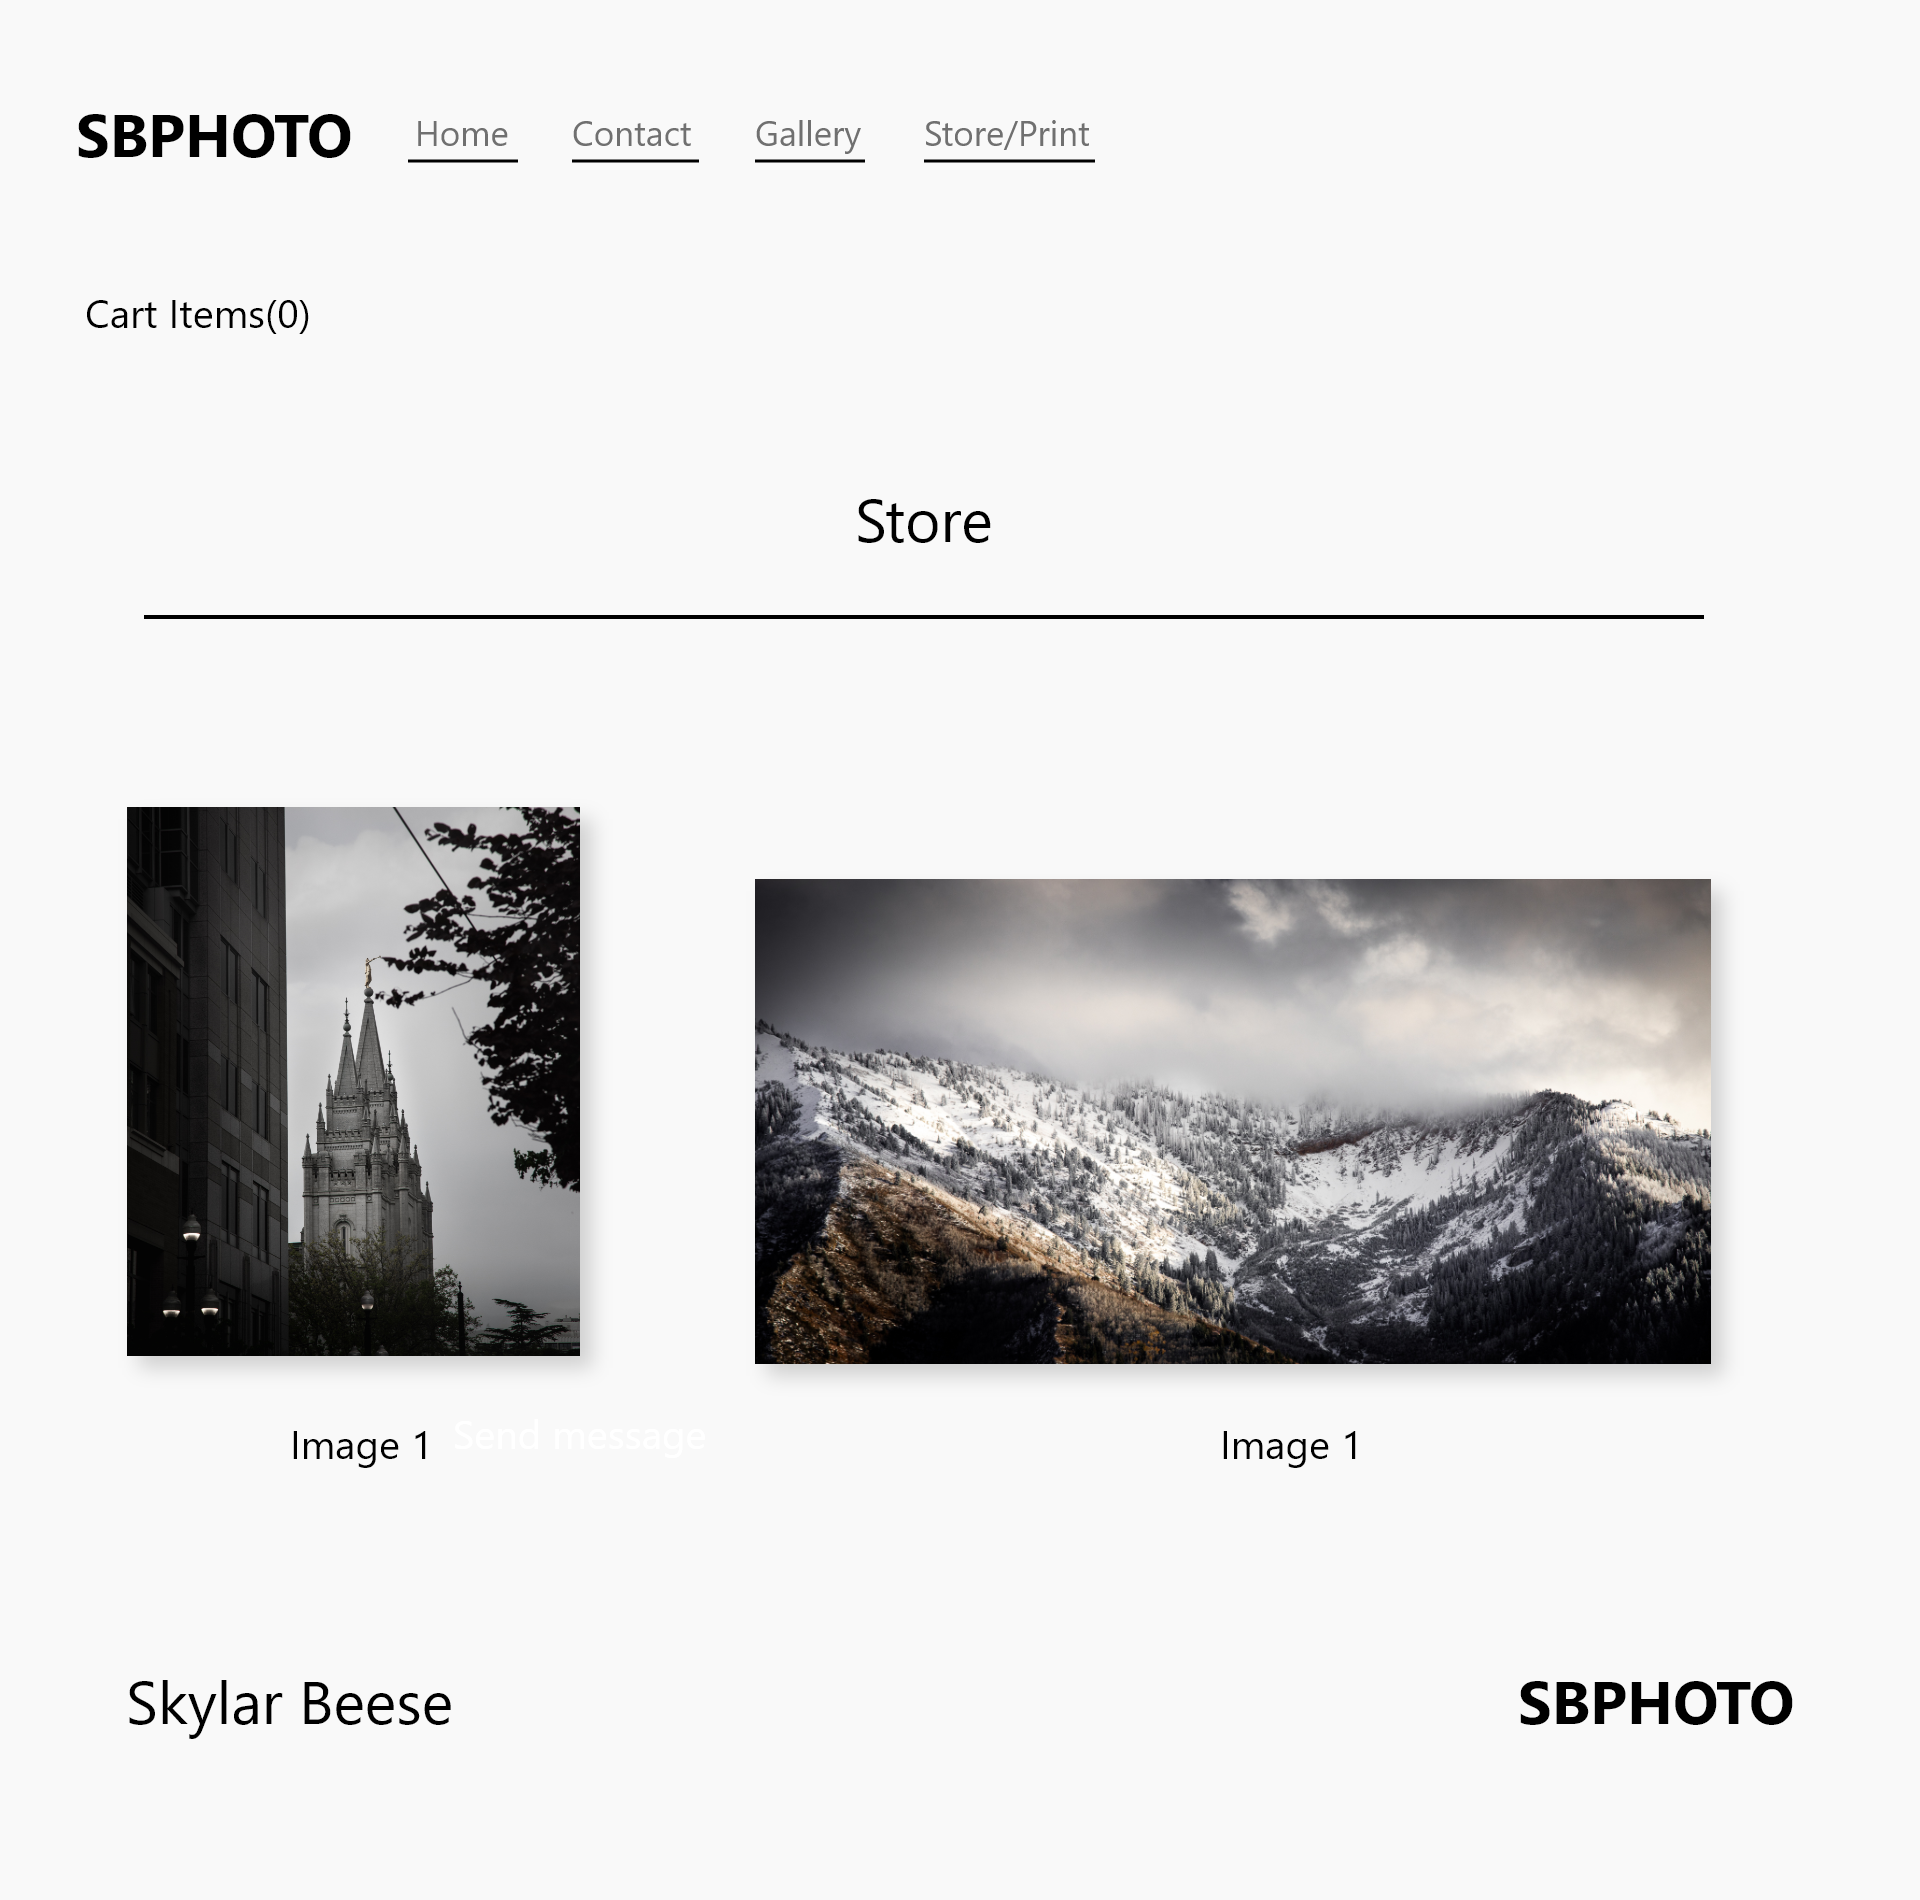 SBPHOTO Home Contact Gallery Store/Print
Cart Items(0)
Store
Image 1 Send message Image 1
Skylar Beese SBPHOTO